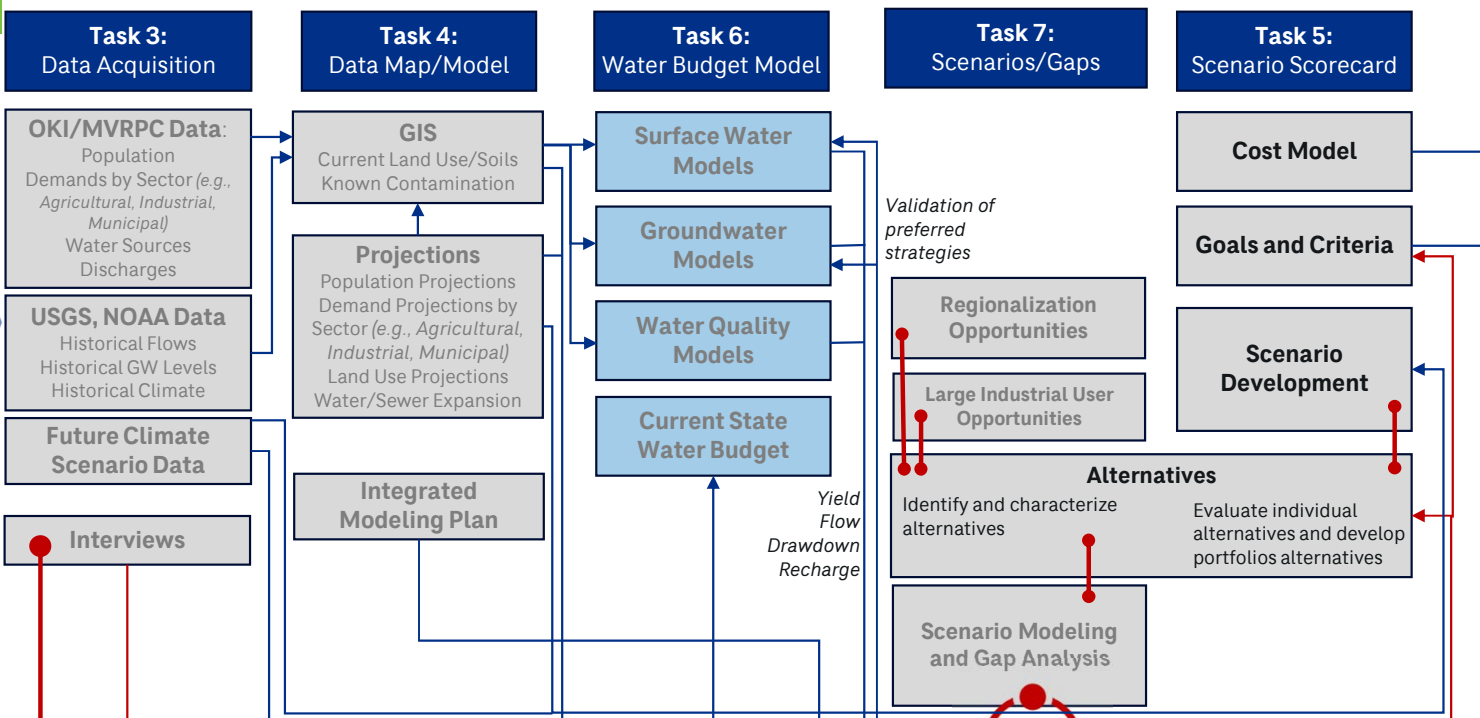 Task 3:
Data Acquisition
OKI/MVRPC Data:
Population
Demands by Sector (e.g.,
Agricultural, Industrial,
Municipal)
Water Sources
Discharges
USGS, NOAA Data
Historical Flows
Historical GW Levels
Historical Climate
Future Climate
Scenario Data
Interviews
Task 4:
Data Map/Model
GIS
Current Land Use/Soils
Known Contamination
Projections
Population Projections
Demand Projections by
Sector (e.g., Agricultural,
Industrial, Municipal)
Land Use Projections
Water/Sewer Expansion
Integrated
Modeling Plan
Task 6:
Water Budget Model
Surface Water
Models
Groundwater
Models
Water Quality
Models
Current State
Water Budget
Yield
Flow
Drawdown
Recharge
Task 7:
Scenarios/Gaps
Validation of
preferred
strategies
Regionalization
Opportunities
Large Industrial User
Opportunities
Task 5:
Scenario Scorecard
Cost Model
Goals and Criteria
Scenario
Development
Alternatives
Identify and characterize
alternatives
Evaluate individual
alternatives and develop
portfolios alternatives
Scenario Modeling
and Gap Analysis